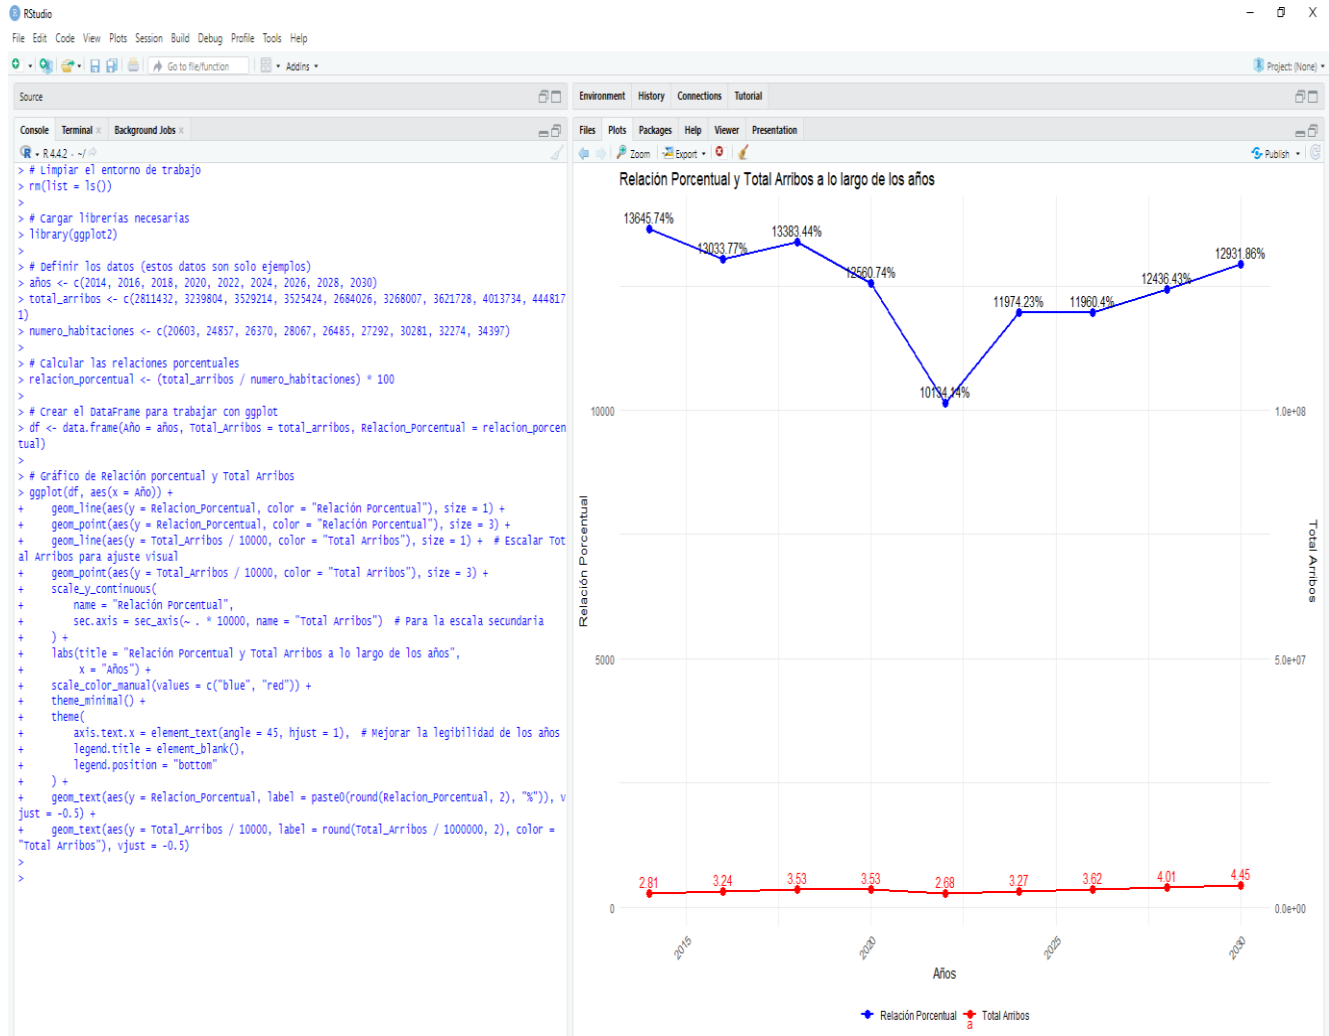 RStudio
File Edit Code View Plots Session Build Debug Profile Tools Help
Go to file/function Addins Project: (None)
Source
Console Terminal Background Jobs
R 4.4.2 · ~/
> # Limpiar el entorno de trabajo
> rm(list = ls())
>
> # Cargar librerias necesarias
> library(ggplot2)
>
> # Definir los datos (estos datos son solo ejemplos)
> años <- c(2014, 2016, 2018, 2020, 2022, 2024, 2026, 2028, 2030)
> total_arribos <- c(2811432, 3239804, 3529214, 3525424, 2684026, 3268007, 3621728, 4013734, 444817
1)
> numero_habitaciones <- c(20603, 24857, 26370, 28067, 26485, 27292, 30281, 32274, 34397)
>
> # Calcular las relaciones porcentuales
> relacion_porcentual <- (total_arribos / numero_habitaciones) * 100
>
> # Crear el DataFrame para trabajar con ggplot
> df <- data.frame(Año = años, Total_Arribos = total_arribos, Relacion_Porcentual = relacion_porcen
tual)
>
> # Gráfico de Relación porcentual y Total Arribos
> ggplot(df, aes(x = Año)) +
+ geom_line(aes(y = Relacion_Porcentual, color = "Relación Porcentual"), size = 1) +
+ geom_point(aes(y = Relacion_Porcentual, color = "Relación Porcentual"), size = 3) +
+ geom_line(aes(y = Total_Arribos / 10000, color = "Total Arribos"), size = 1) + # Escalar Tot
al Arribos para ajuste visual
+ geom_point(aes(y = Total_Arribos / 10000, color = "Total Arribos"), size = 3) +
+ scale_y_continuous(
+ name = "Relación Porcentual",
+ sec.axis = sec_axis(~ . * 10000, name = "Total Arribos") # Para la escala secundaria
+ ) +
+ labs(title = "Relación Porcentual y Total Arribos a lo largo de los años",
+ x = "Años") +
+ scale_color_manual(values = c("blue", "red")) +
+ theme_minimal() +
+ theme(
+ axis.text.x = element_text(angle = 45, hjust = 1), # Mejorar la legibilidad de los años
+ legend.title = element_blank(),
+ legend.position = "bottom"
+ ) +
+ geom_text(aes(y = Relacion_Porcentual, label = paste0(round(Relacion_Porcentual, 2), "%")), v
just = -0.5) +
+ geom_text(aes(y = Total_Arribos / 10000, label = round(Total_Arribos / 1000000, 2), color =
"Total Arribos"), vjust = -0.5)
>
>
Environment History Connections Tutorial
Files Plots Packages Help Viewer Presentation
Zoom Export Publish
Relación Porcentual y Total Arribos a lo largo de los años
13645.74%
13033.77%
13383.44%
12560.74%
10134.14%
11974.23%
11960.4%
12436.43%
12931.86%
10000
5000
0
Relación Porcentual
1.0e+08
5.0e+07
0.0e+00
Total Arribos
2.81 3.24 3.53 3.53 2.68 3.27 3.62 4.01 4.45
2015 2020 2025 2030
Años
Relación Porcentual a Total Arribos